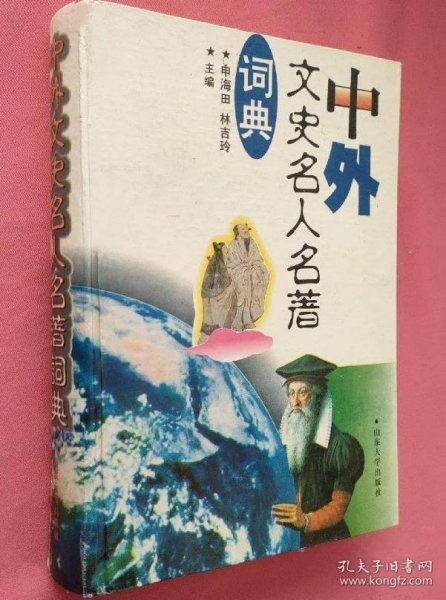 中外
文史名人名著
词典
★申海田 林吉玲
★主编
•山东大学出版社
中外文史名人名著词典
孔夫子旧书网
www.kongfz.com